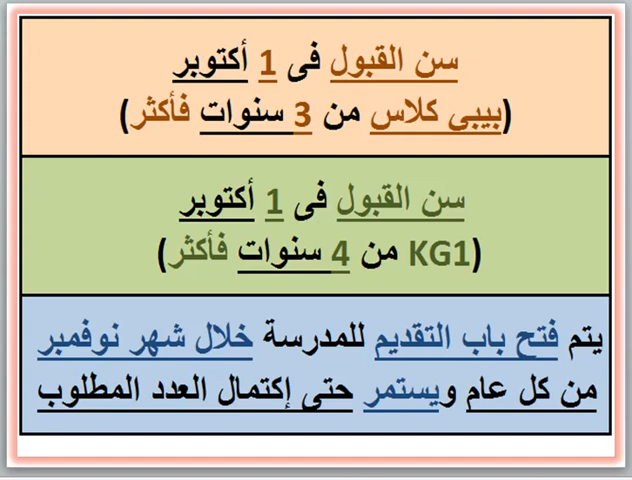 سن القبول فى 1 أكتوبر
(بيبى كلاس من 3 سنوات فأكثر)
سن القبول فى 1 أكتوبر
(KG1 من 4 سنوات فأكثر)
يتم فتح باب التقديم للمدرسة خلال شهر نوفمبر
من كل عام ويستمر حتى إكتمال العدد المطلوب